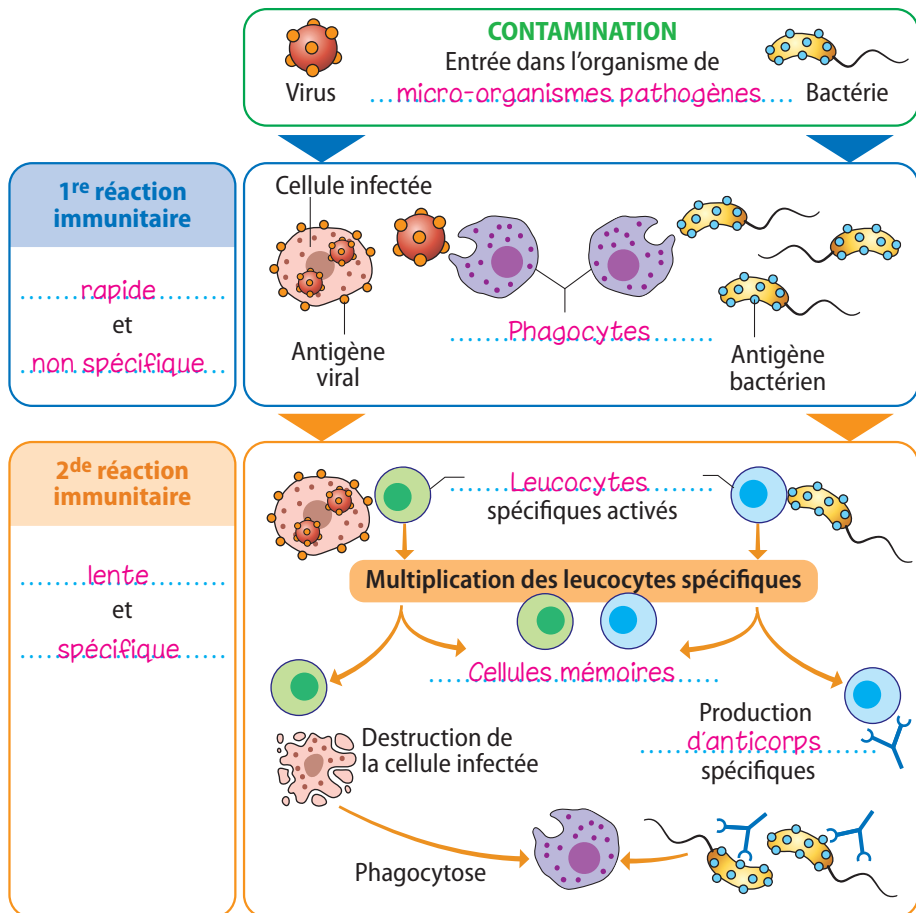 CONTAMINATION
Entrée dans l'organisme de
Virus
micro-organismes pathogènes
Bactérie
1re réaction
immunitaire
rapide
et
non spécifique
Cellule infectée
Phagocytes
Antigène
viral
Antigène
bactérien
2de réaction
immunitaire
lente
et
spécifique
Leucocytes
spécifiques activés
Multiplication des leucocytes spécifiques
Cellules mémoires
Destruction de
la cellule infectée
Production
d'anticorps
spécifiques
Phagocytose